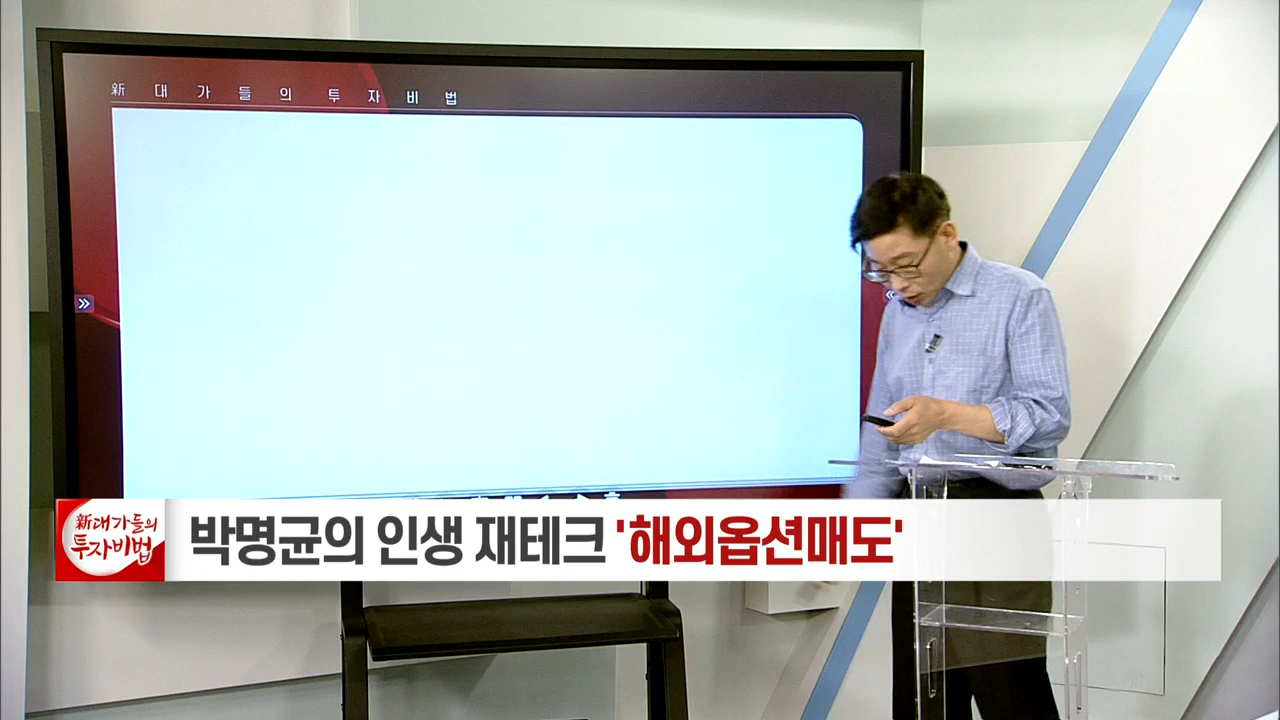 新 대가들의 투자비법
新대가들의
투자비법
박명균의 인생 재테크 '해외옵션매도'